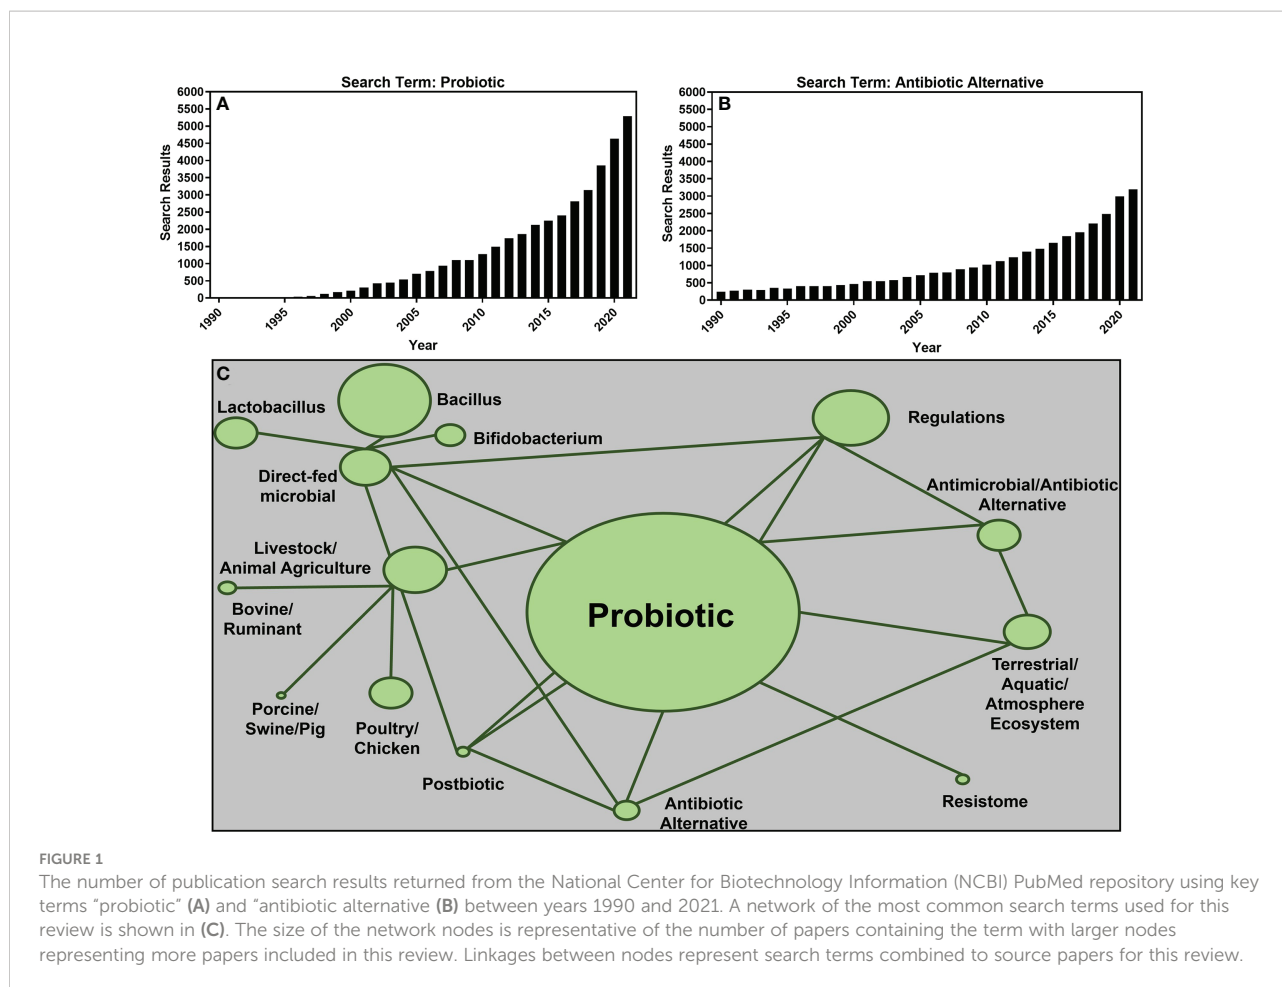 Search Term: Probiotic
A
6000
5500
5000
4500
4000
3500
3000
2500
2000
1500
1000
500
0
Search Results
1990
1995
2000
2005
2010
2015
2020
Year
Search Term: Antibiotic Alternative
B
6000
5500
5000
4500
4000
3500
3000
2500
2000
1500
1000
500
0
Search Results
1990
1995
2000
2005
2010
2015
2020
Year
C
Lactobacillus
Bacillus
Bifidobacterium
Direct-fed
microbial
Regulations
Antimicrobial/Antibiotic
Alternative
Livestock/
Animal Agriculture
Bovine/
Ruminant
Probiotic
Terrestrial/
Aquatic/
Atmosphere
Ecosystem
Porcine/
Swine/Pig
Poultry/
Chicken
Postbiotic
Antibiotic
Alternative
Resistome
FIGURE 1
The number of publication search results returned from the National Center for Biotechnology Information (NCBI) PubMed repository using key
terms “probiotic” (A) and “antibiotic alternative (B) between years 1990 and 2021. A network of the most common search terms used for this
review is shown in (C). The size of the network nodes is representative of the number of papers containing the term with larger nodes
representing more papers included in this review. Linkages between nodes represent search terms combined to source papers for this review.